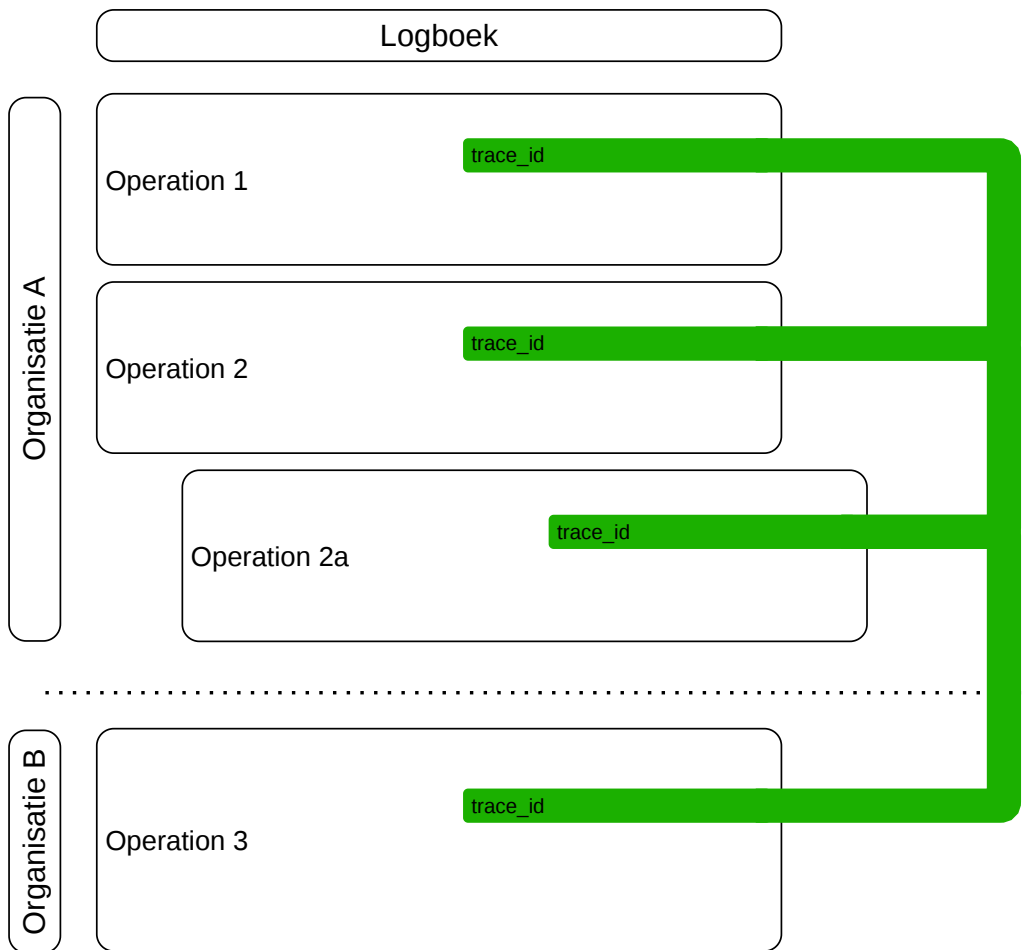 Logboek
Organisatie A
Operation 1
trace_id
Operation 2
trace_id
Operation 2a
trace_id
Organisatie B
Operation 3
trace_id